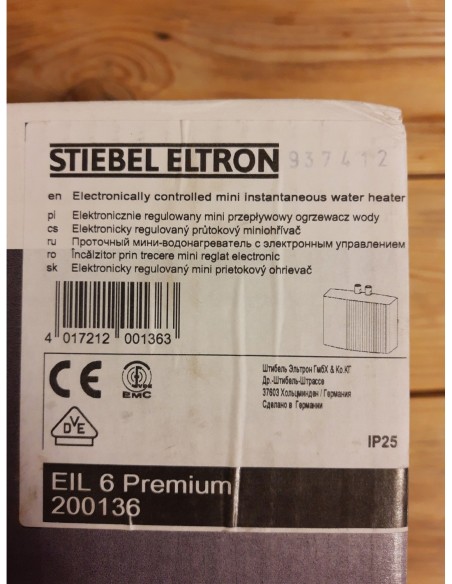 STIEBEL ELTRON 937412
en Electronically controlled mini instantaneous water heater
pl Elektronicznie regulowany mini przepływowy ogrzewacz wody
cs Elektronicky regulovaný průtokový miniohřívač
ru Проточный мини-водонагреватель с электронным управлением
ro Încălzitor prin trecere mini reglat electronic
sk Elektronicky regulovaný mini prietokový ohrievač
4 017212 001363
CE
EMC
Штибель Эльтрон ГмбХ & Ко.КГ
Др.-Штибель-Штрассе
37603 Хольцминден / Германия
Сделано в Германии
DVE
IP25
EIL 6 Premium
200136